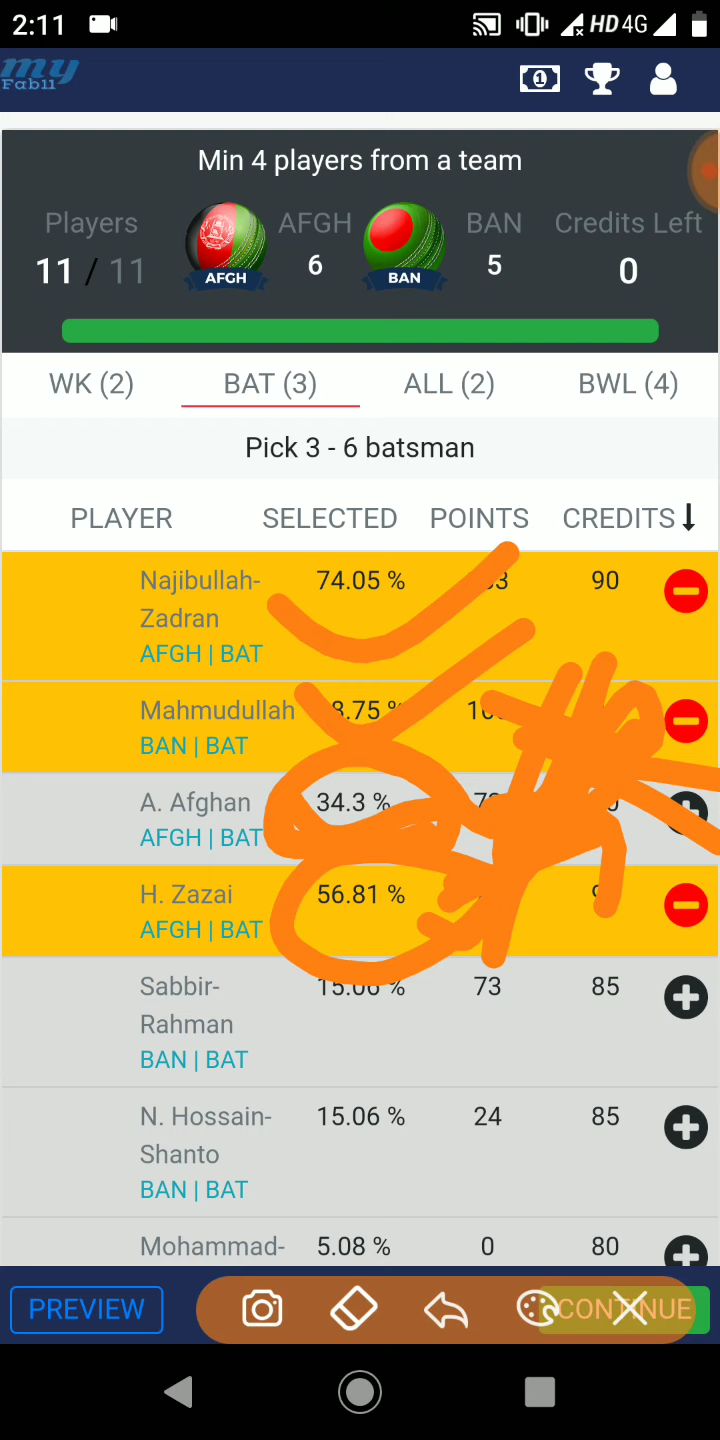 2:11 HD 4G
my
Fab11
Min 4 players from a team
Players AFGH BAN Credits Left
11 / 11 AFGH 6 BAN 5 0
WK (2) BAT (3) ALL (2) BWL (4)
Pick 3 - 6 batsman
PLAYER SELECTED POINTS CREDITS
Najibullah- 74.05 % 90
Zadran
AFGH | BAT
Mahmudullah
BAN | BAT
A. Afghan 34.3 %
AFGH | BAT
H. Zazai 56.81 %
AFGH | BAT
Sabbir- 15.06 % 73 85
Rahman
BAN | BAT
N. Hossain- 15.06 % 24 85
Shanto
BAN | BAT
Mohammad- 5.08 % 0 80
PREVIEW CONTINUE